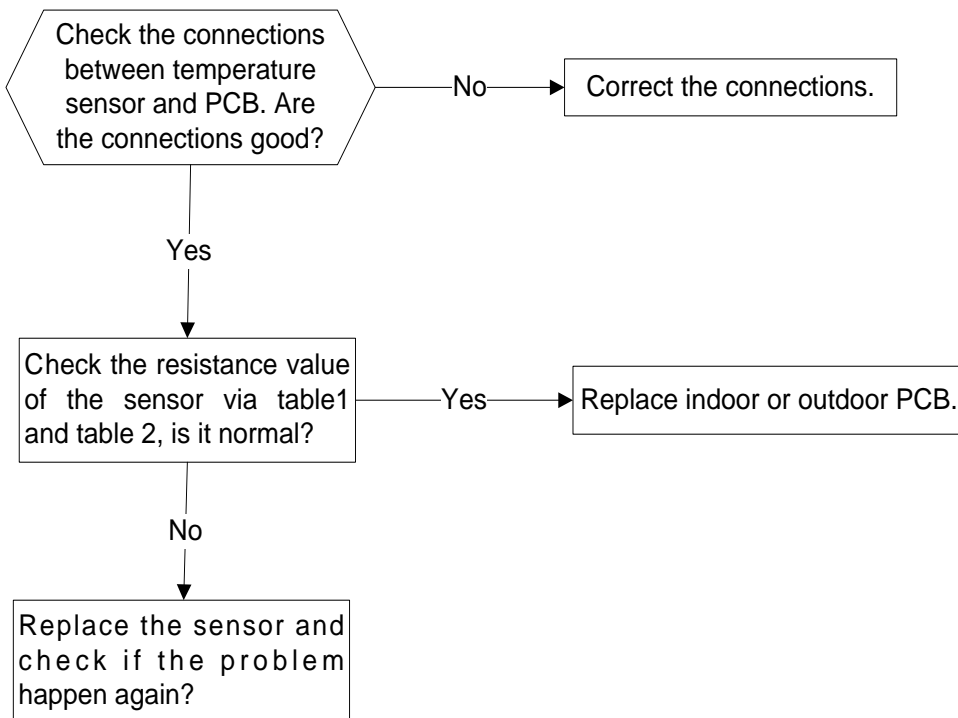 Check the connections
between temperature
sensor and PCB. Are
the connections good?
No
Correct the connections.
Yes
Check the resistance value
of the sensor via table1
and table 2, is it normal?
Yes
Replace indoor or outdoor PCB.
No
Replace the sensor and
check if the problem
happen again?